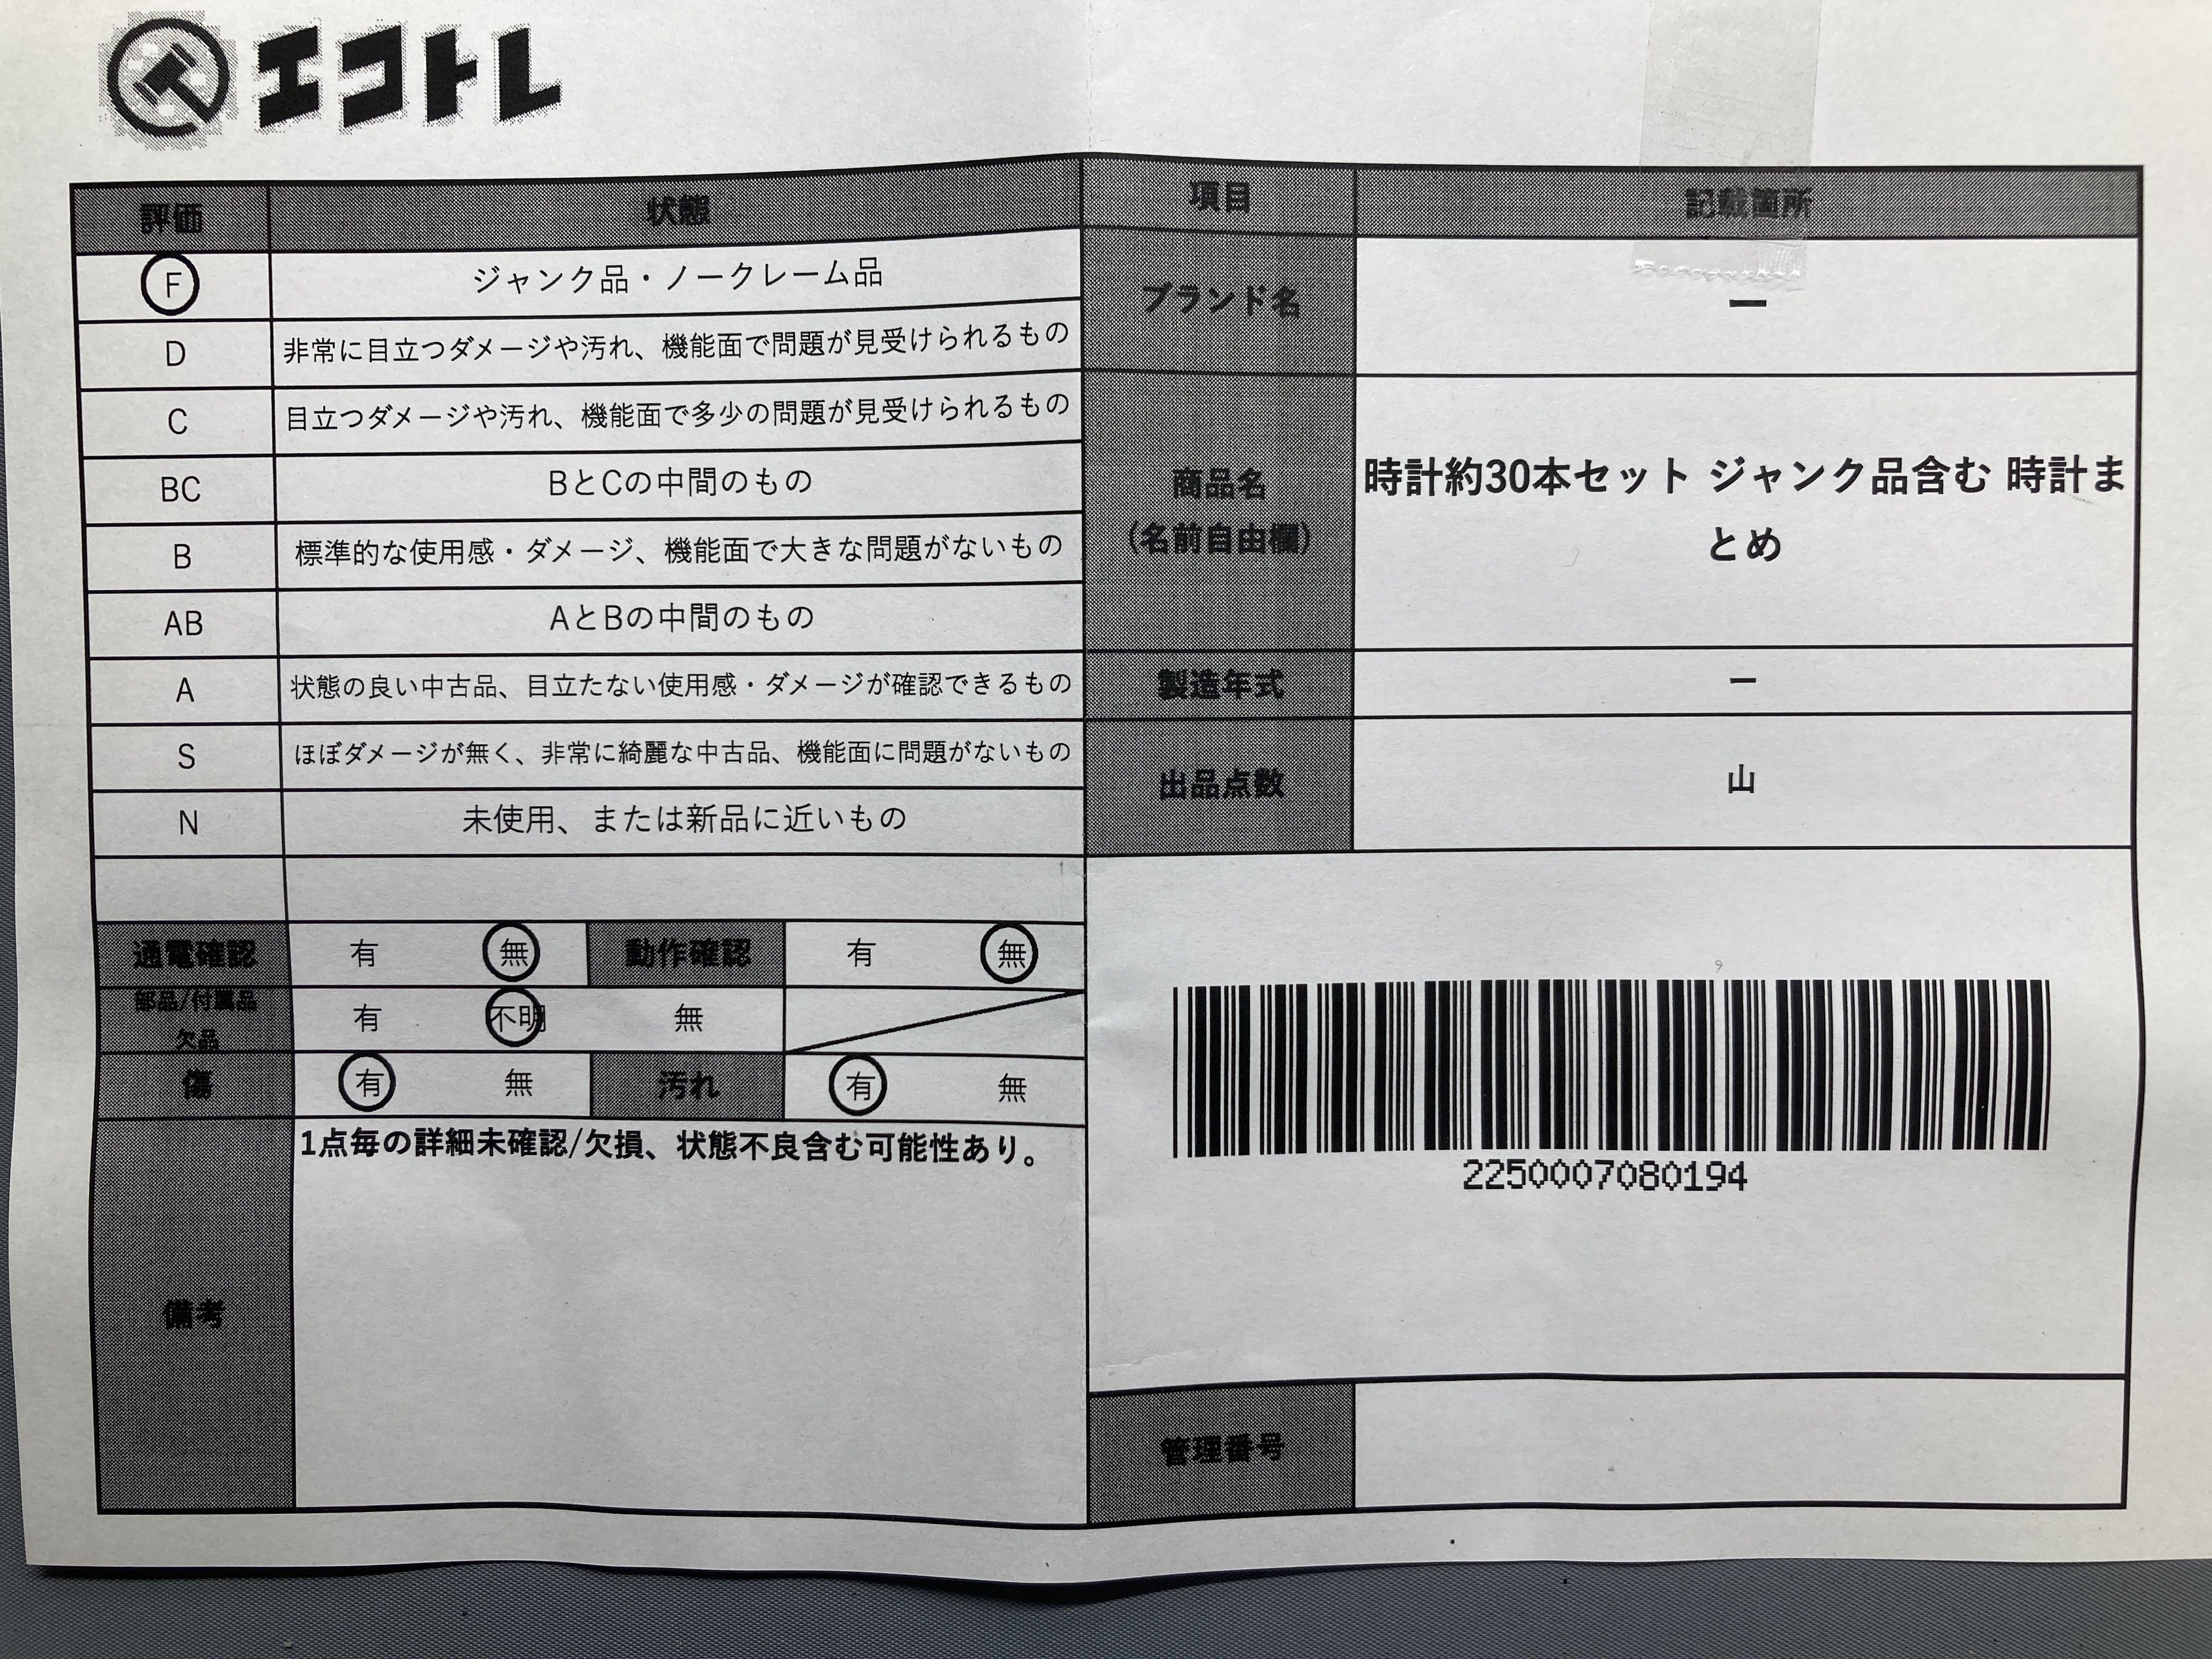 エコトレ
評価 状態
F ジャンク品・ノークレーム品
D 非常に目立つダメージや汚れ、機能面で問題が見受けられるもの
C 目立つダメージや汚れ、機能面で多少の問題が見受けられるもの
BC BとCの中間のもの
B 標準的な使用感・ダメージ、機能面で大きな問題がないもの
AB AとBの中間のもの
A 状態の良い中古品、目立たない使用感・ダメージが確認できるもの
S ほぼダメージが無く、非常に綺麗な中古品、機能面に問題がないもの
N 未使用、または新品に近いもの
通電確認 有 無 動作確認 有 無
部品/付属品
欠品 有 不明 無
傷 有 無 汚れ 有 無
備考 1点毎の詳細未確認/欠損、状態不良含む可能性あり。
項目 記載箇所
ブランド名 ー
商品名
(名前自由欄)
時計約30本セット ジャンク品含む 時計ま
とめ
製造年式 ー
出品点数 山
2250007080194
管理番号